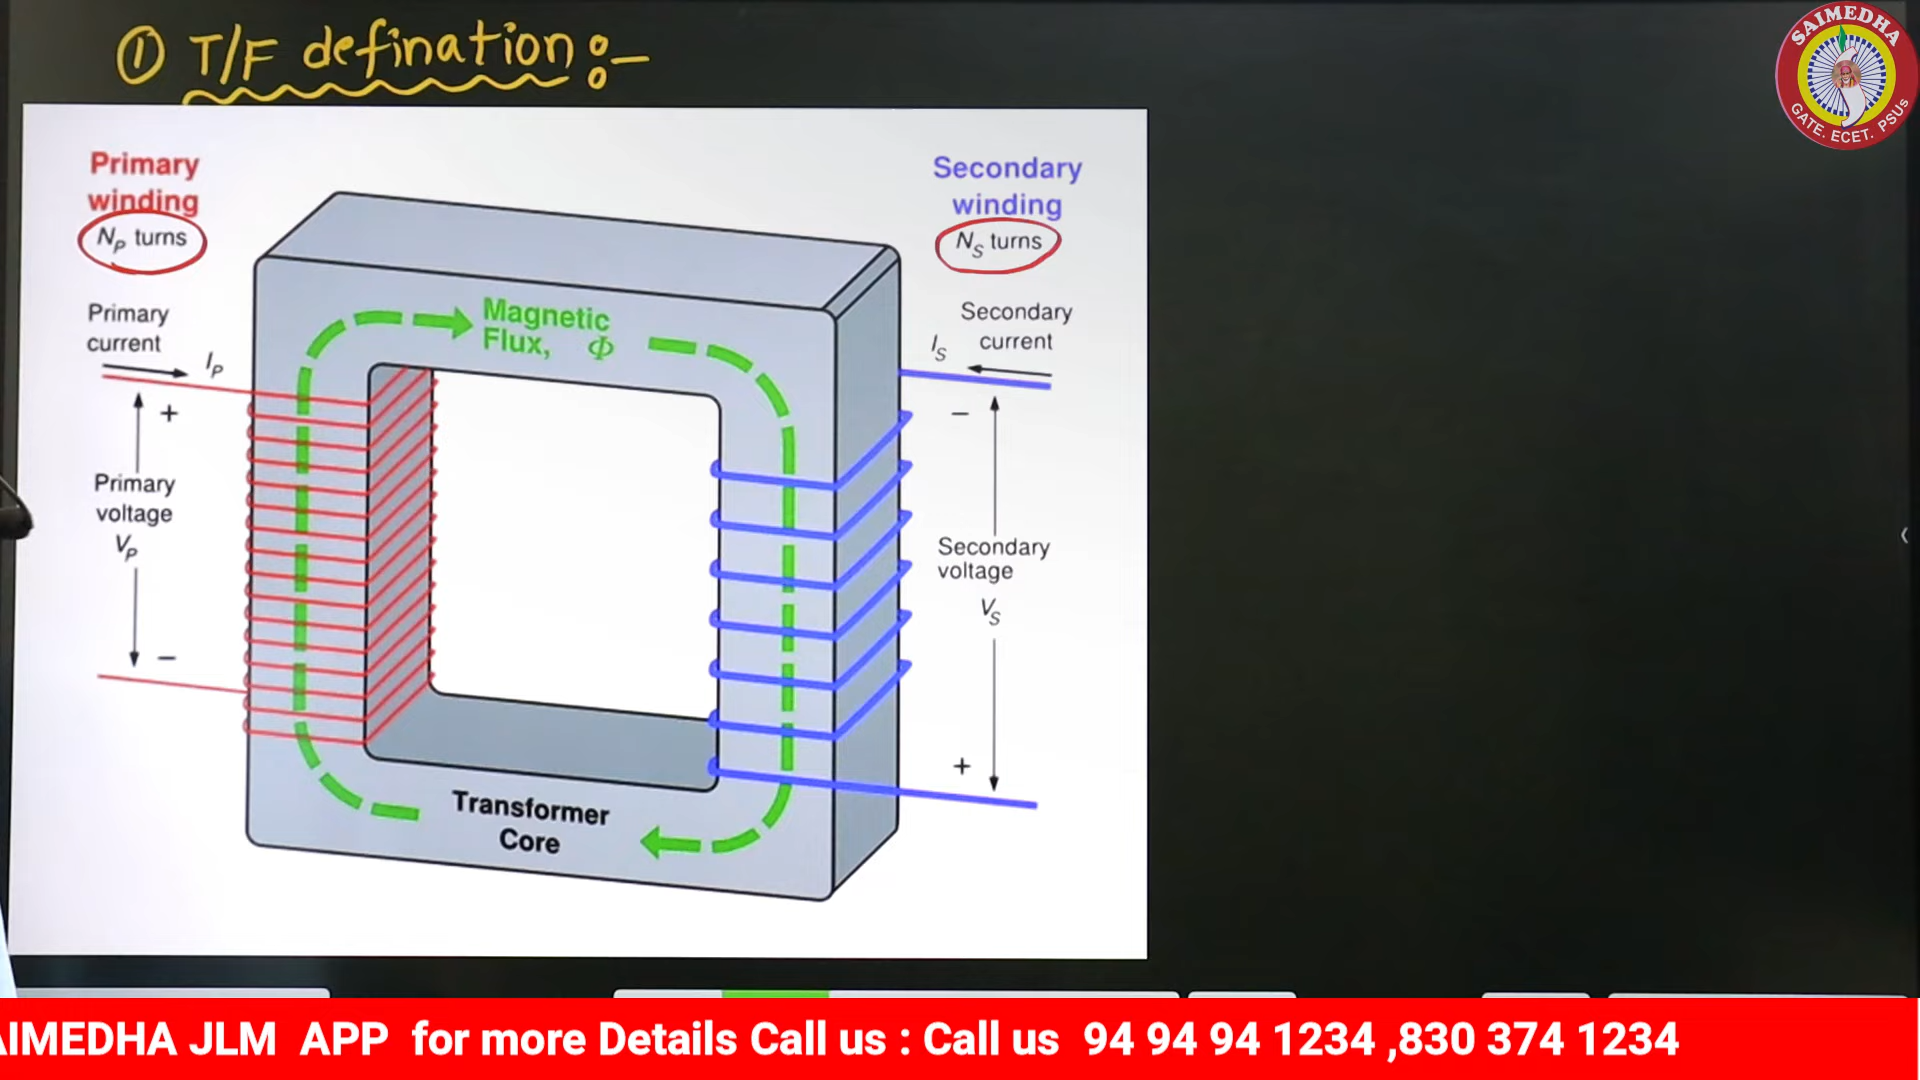 ① T/F defination :-
SAIMEDHA
GATE. ECET. PSUs
Primary
winding
Nₚ turns
Secondary
winding
Nₛ turns
Magnetic
Flux, Φ
Primary
current
Iₚ
Secondary
current
Iₛ
+
−
Primary
voltage
Vₚ
Secondary
voltage
Vₛ
−
+
Transformer
Core
AIMEDHA JLM APP for more Details Call us : Call us 94 94 94 1234 ,830 374 1234